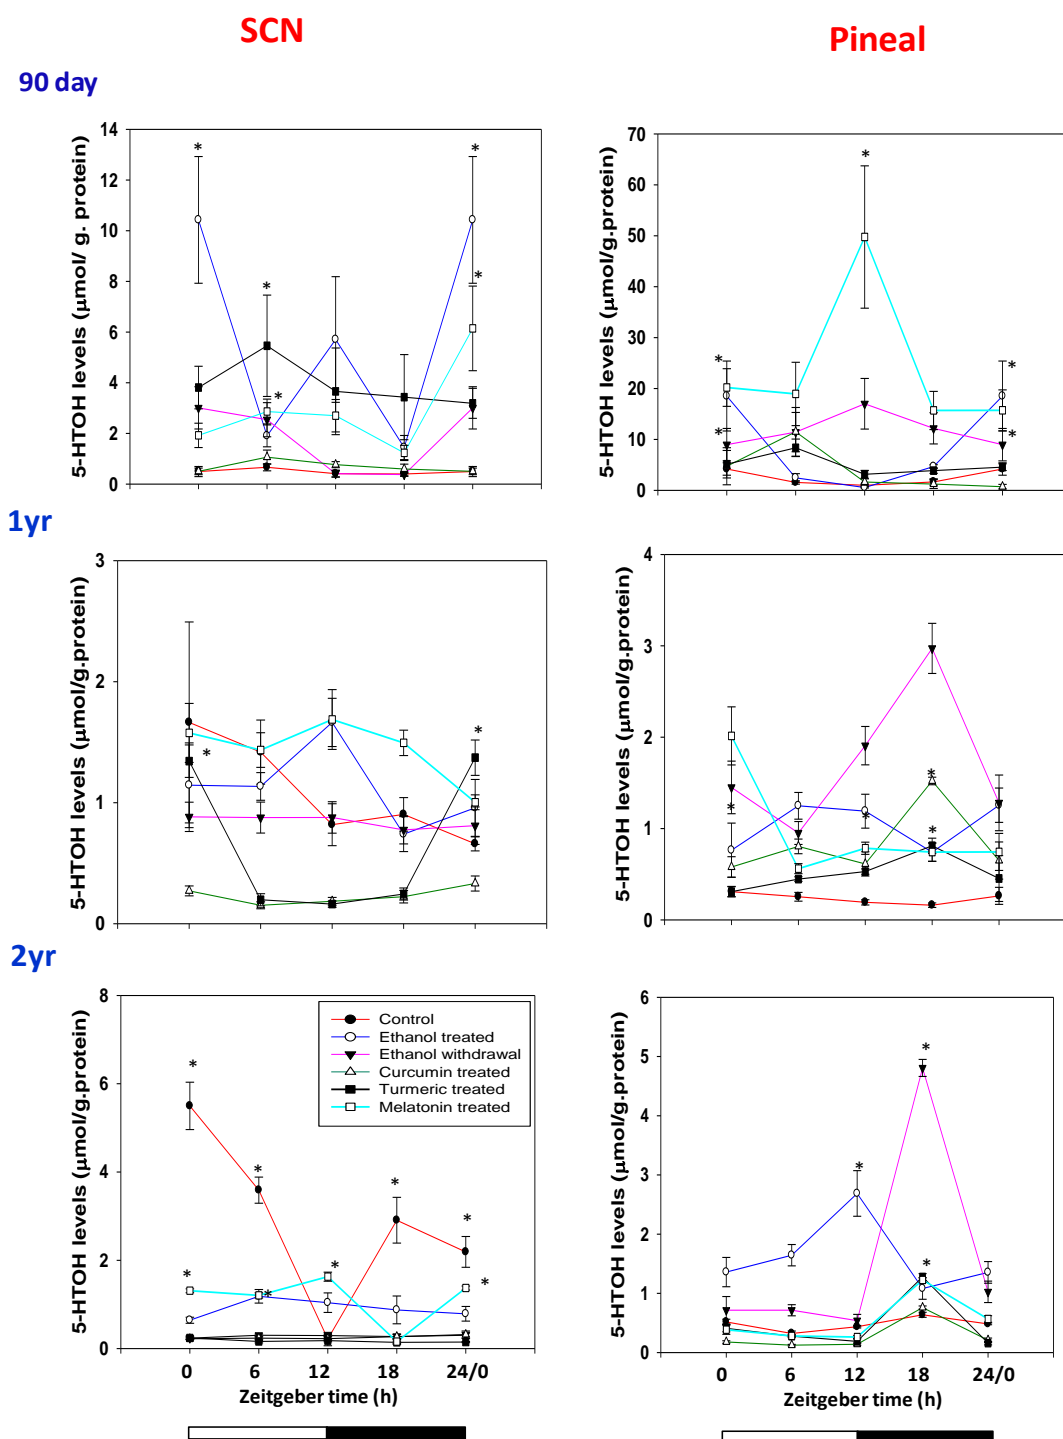 SCN
Pineal
90 day
5-HTOH levels (μmol/ g. protein)
14
12
10
8
6
4
2
0
* * * * *
5-HTOH levels (μmol/g.protein)
70
60
50
40
30
20
10
0
* * * * *
1yr
5-HTOH levels (μmol/g.protein)
3
2
1
0
* *
5-HTOH levels (μmol/g.protein)
4
3
2
1
0
* * * *
2yr
5-HTOH levels (μmol/g.protein)
8
6
4
2
0
Control
Ethanol treated
Ethanol withdrawal
Curcumin treated
Turmeric treated
Melatonin treated
* * * * * * * *
0 6 12 18 24/0
Zeitgeber time (h)
5-HTOH levels (μmol/g.protein)
6
5
4
3
2
1
0
* * *
0 6 12 18 24/0
Zeitgeber time (h)